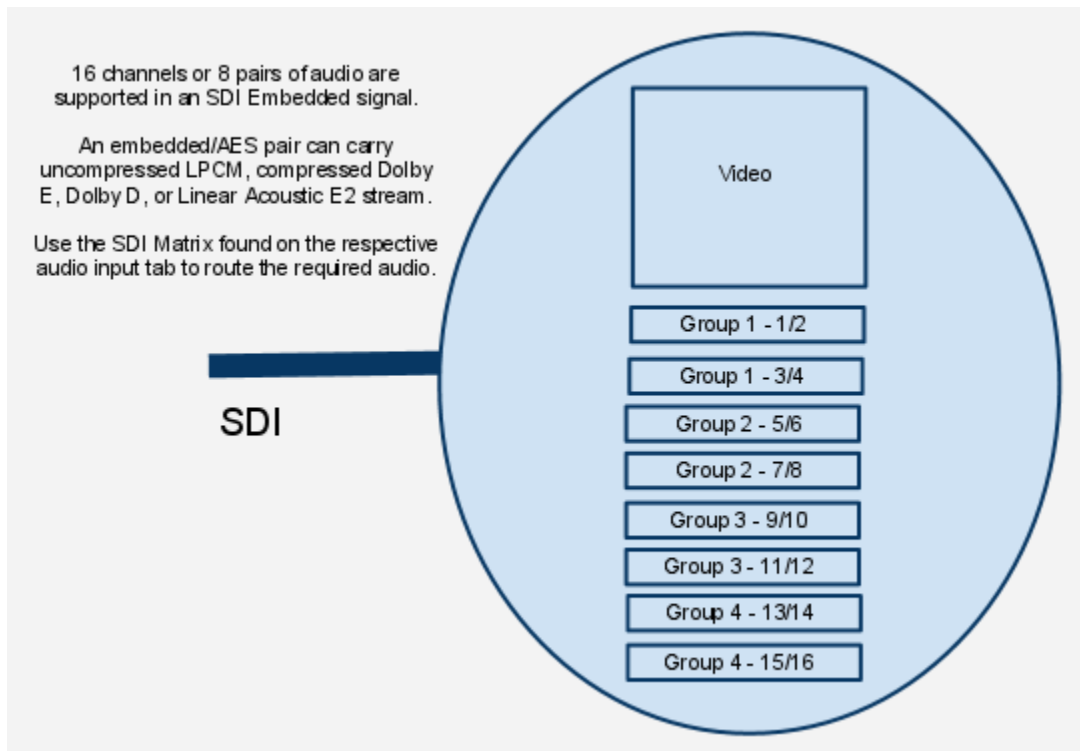 16 channels or 8 pairs of audio are
supported in an SDI Embedded signal.
An embedded/AES pair can carry
uncompressed LPCM, compressed Dolby
E, Dolby D, or Linear Acoustic E2 stream.
Use the SDI Matrix found on the respective
audio input tab to route the required audio.
SDI
Video
Group 1 - 1/2
Group 1 - 3/4
Group 2 - 5/6
Group 2 - 7/8
Group 3 - 9/10
Group 3 - 11/12
Group 4 - 13/14
Group 4 - 15/16